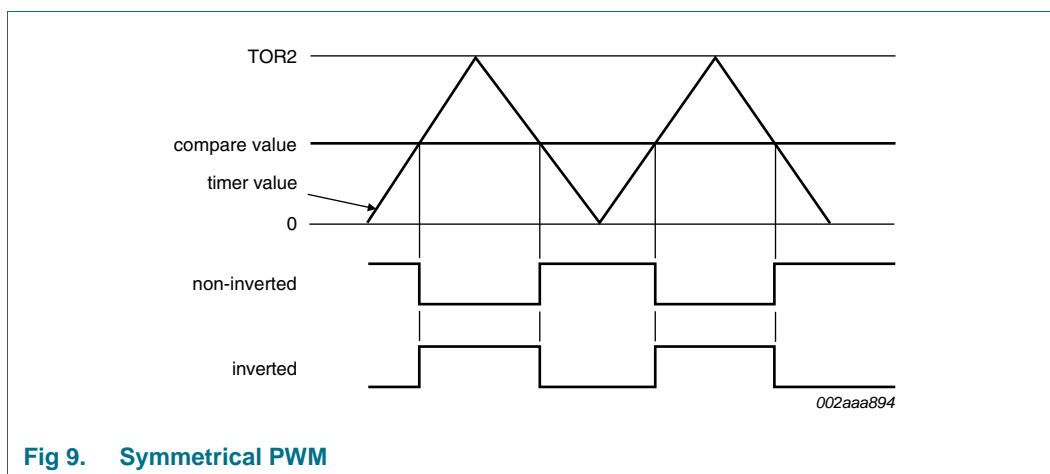 TOR2
compare value
timer value
0
non-inverted
inverted
002aaa894
Fig 9. Symmetrical PWM